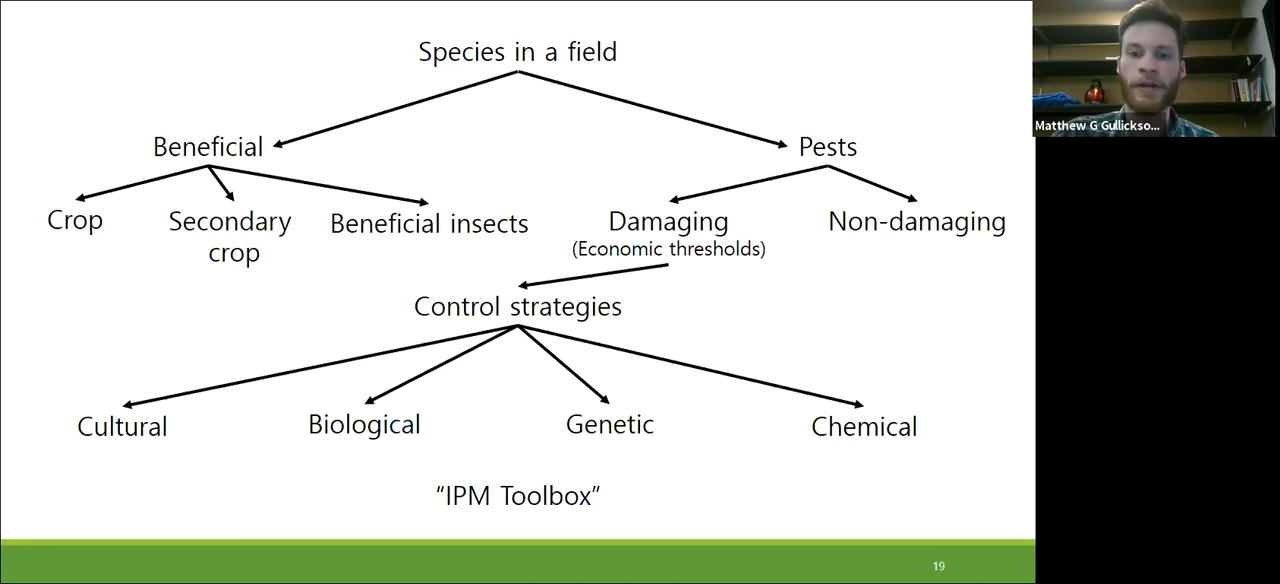 Species in a field
Beneficial
Pests
Crop
Secondary
crop
Beneficial insects
Damaging
(Economic thresholds)
Non-damaging
Control strategies
Cultural
Biological
Genetic
Chemical
“IPM Toolbox”
19
Matthew G Gullickso...